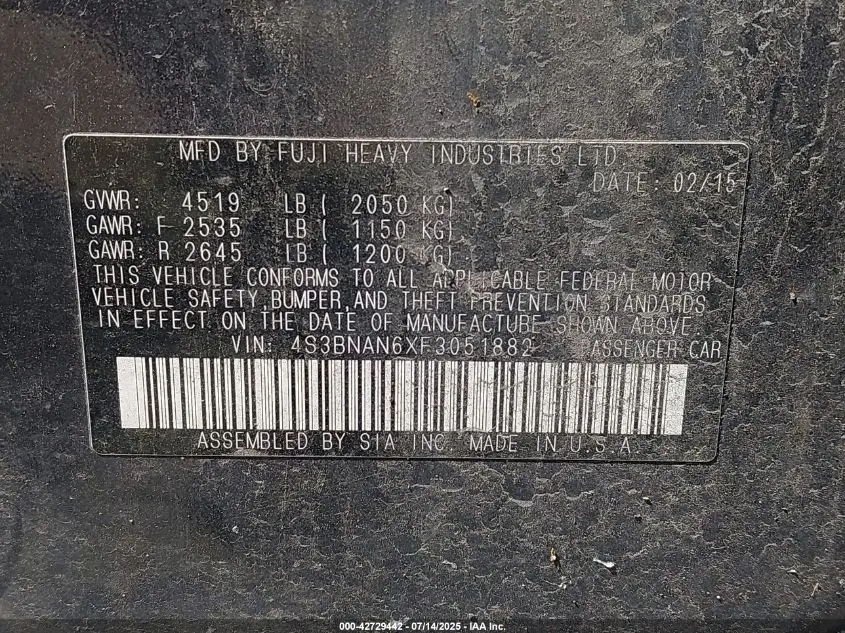 MFD BY FUJI HEAVY INDUSTRIES LTD
DATE: 02/15
GVWR: 4519 LB ( 2050 KG)
GAWR: F 2535 LB ( 1150 KG)
GAWR: R 2645 LB ( 1200 KG)
THIS VEHICLE CONFORMS TO ALL APPLICABLE FEDERAL MOTOR
VEHICLE SAFETY, BUMPER, AND THEFT PREVENTION STANDARDS
IN EFFECT ON THE DATE OF MANUFACTURE SHOWN ABOVE.
VIN: 4S3BNAN6XF3051882 PASSENGER CAR
ASSEMBLED BY SIA INC. MADE IN U.S.A.
000-42729442 - 07/14/2025 - IAA Inc.